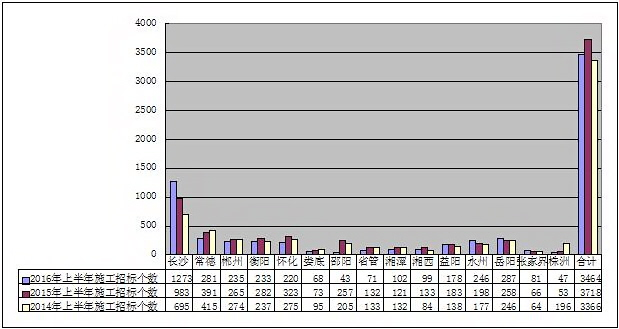 4000
3500
3000
2500
2000
1500
1000
500
0
长沙 常德 郴州 衡阳 怀化 娄底 邵阳 省管 湘潭 湘西 益阳 永州 岳阳 张家界 株洲 合计
2016年上半年施工招标个数 1273 281 235 233 220 68 43 71 102 99 178 246 287 81 47 3464
2015年上半年施工招标个数 983 391 265 282 323 73 257 132 121 133 183 198 258 66 53 3718
2014年上半年施工招标个数 695 415 274 237 275 95 205 133 132 84 138 177 246 64 196 3366